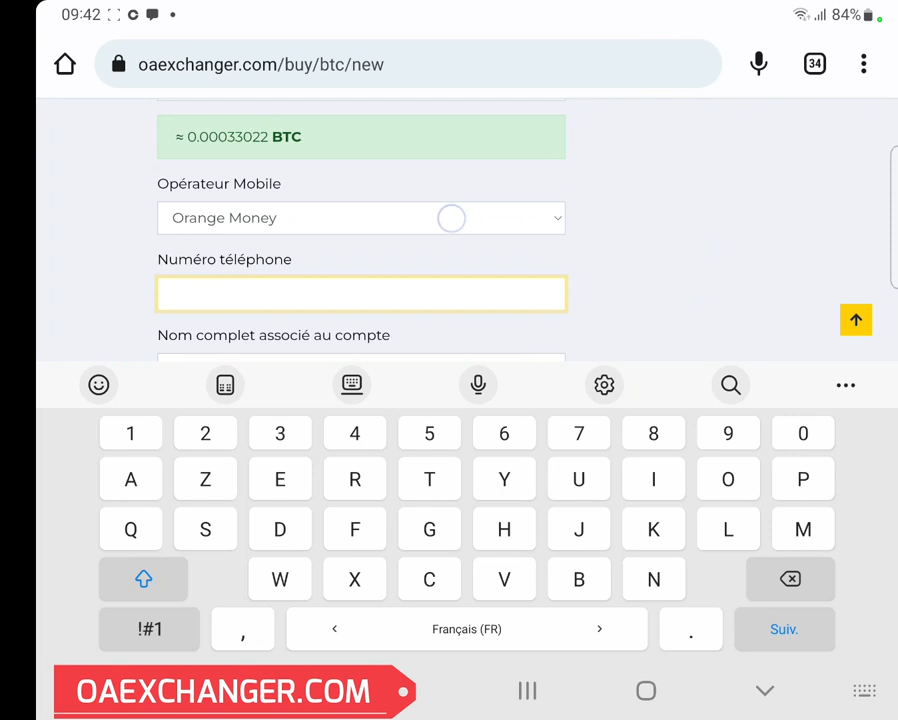 09:42
84%
oaexchanger.com/buy/btc/new
34
≈ 0.00033022 BTC
Opérateur Mobile
Orange Money
Numéro téléphone
Nom complet associé au compte
1 2 3 4 5 6 7 8 9 0
A Z E R T Y U I O P
Q S D F G H J K L M
W X C V B N
!#1 , < Français (FR) > . Suiv.
OAEXCHANGER.COM